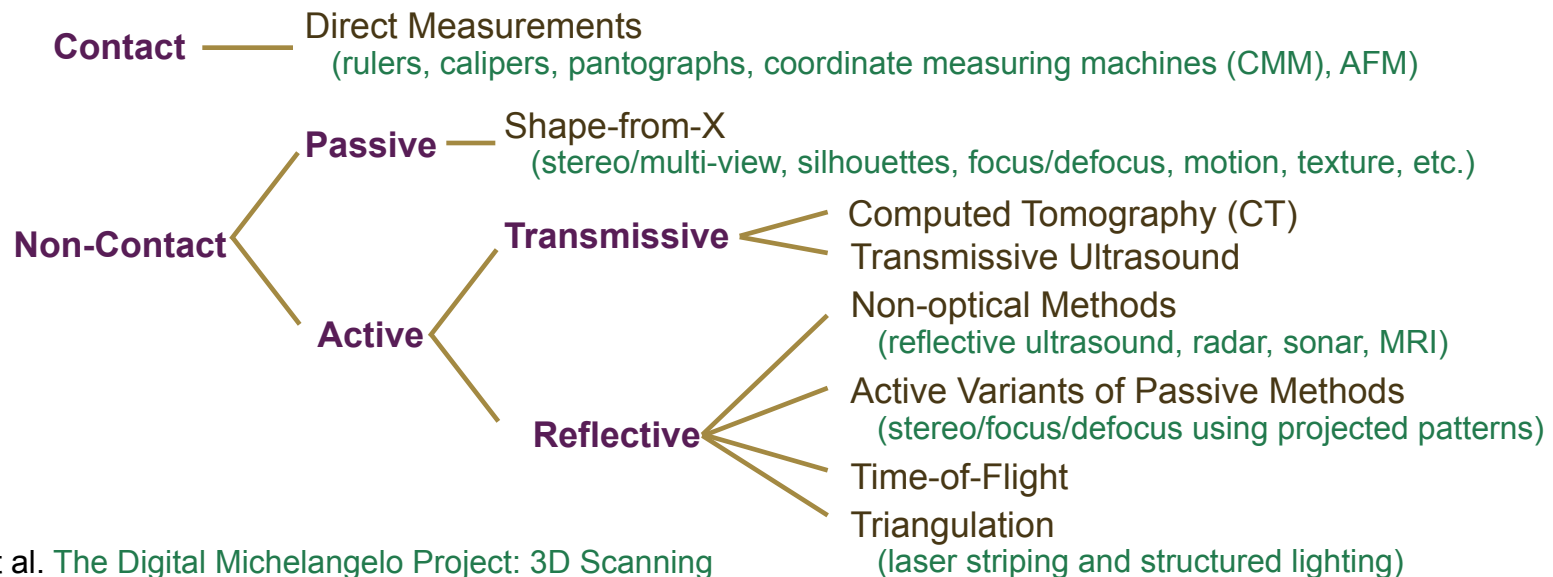 Contact
Direct Measurements
(rulers, calipers, pantographs, coordinate measuring machines (CMM), AFM)
Passive
Shape-from-X
(stereo/multi-view, silhouettes, focus/defocus, motion, texture, etc.)
Non-Contact
Transmissive
Computed Tomography (CT)
Transmissive Ultrasound
Active
Non-optical Methods
(reflective ultrasound, radar, sonar, MRI)
Reflective
Active Variants of Passive Methods
(stereo/focus/defocus using projected patterns)
Time-of-Flight
Triangulation
(laser striping and structured lighting)
al. The Digital Michelangelo Project: 3D Scanning